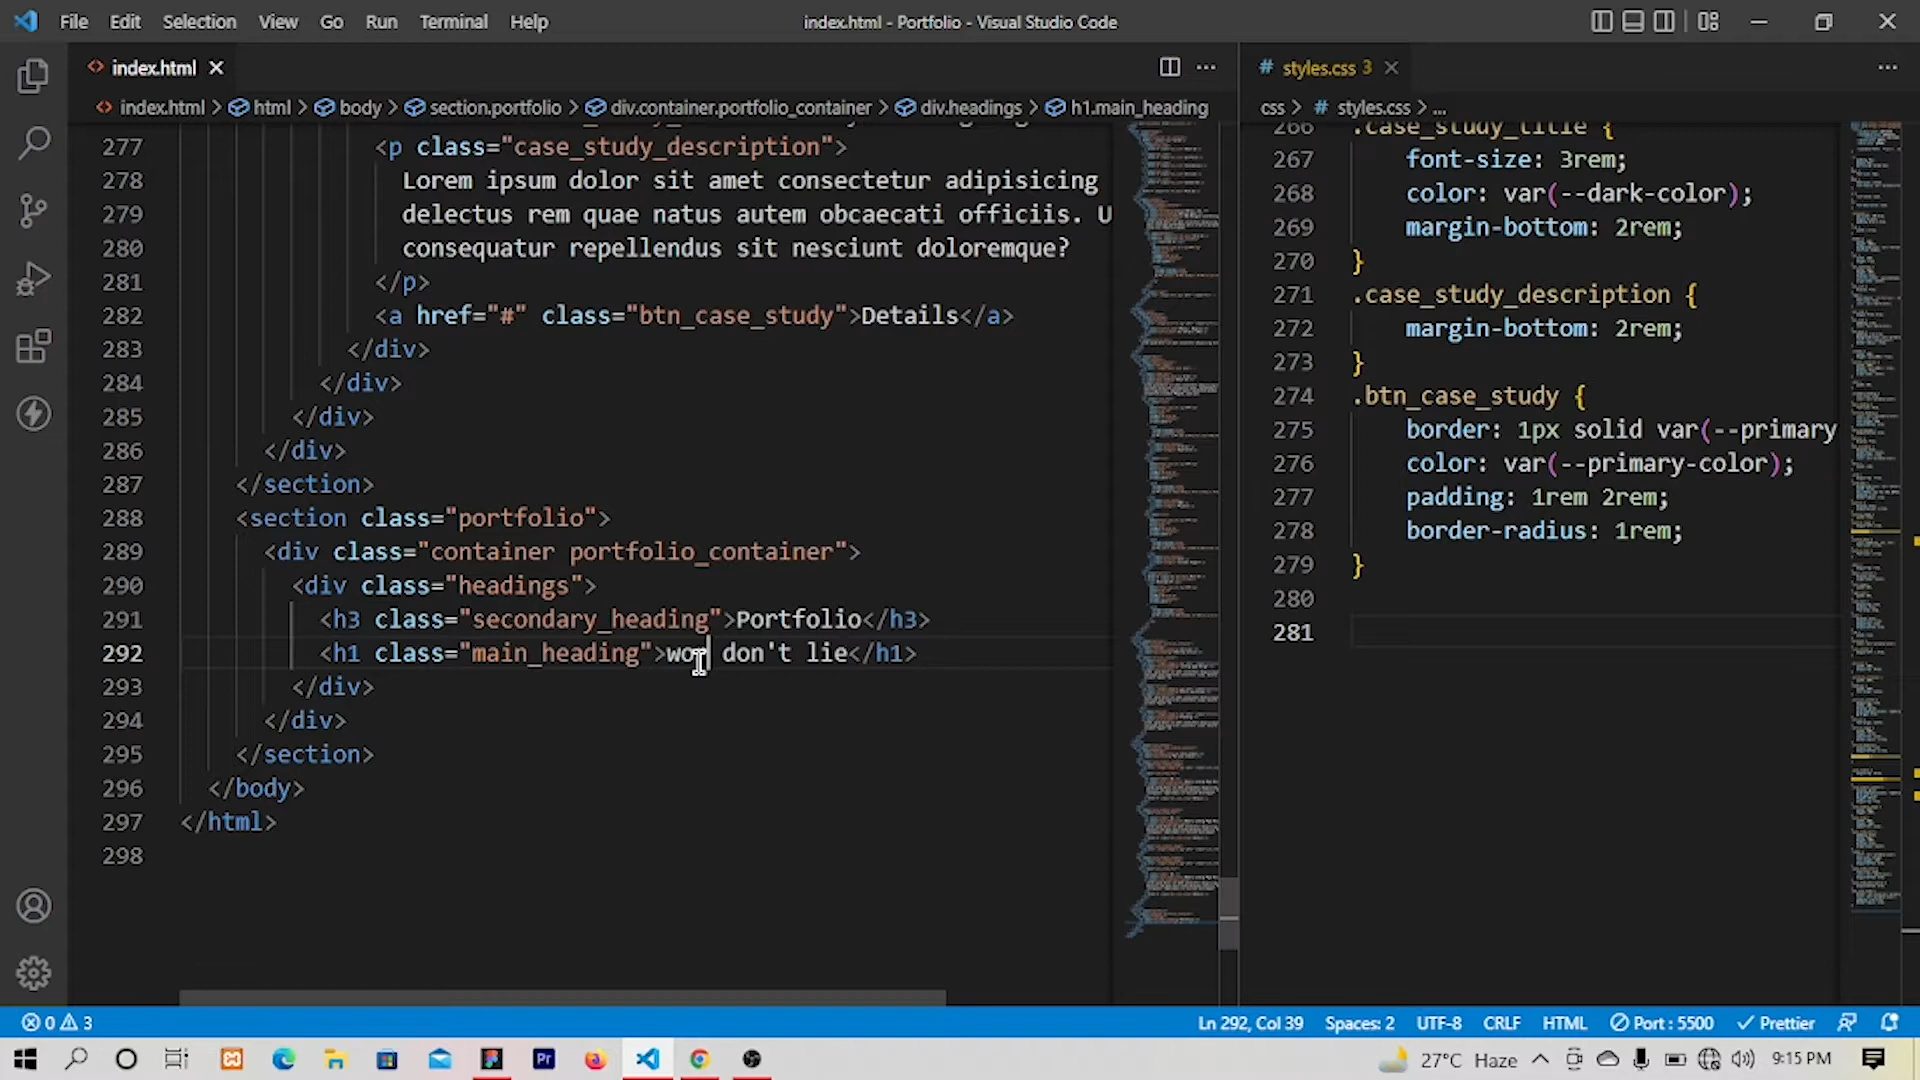 File Edit Selection View Go Run Terminal Help
index.html - Portfolio - Visual Studio Code
index.html
index.html > html > body > section.portfolio > div.container.portfolio_container > div.headings > h1.main_heading
277 <p class="case_study_description">
278 Lorem ipsum dolor sit amet consectetur adipisicing
279 delectus rem quae natus autem obcaecati officiis. U
280 consequatur repellendus sit nesciunt doloremque?
281 </p>
282 <a href="#" class="btn_case_study">Details</a>
283 </div>
284 </div>
285 </div>
286 </div>
287 </section>
288 <section class="portfolio">
289 <div class="container portfolio_container">
290 <div class="headings">
291 <h3 class="secondary_heading">Portfolio</h3>
292 <h1 class="main_heading">wor don't lie</h1>
293 </div>
294 </div>
295 </section>
296 </body>
297 </html>
298
# styles.css 3
css > # styles.css > ...
266 .case_study_title {
267 font-size: 3rem;
268 color: var(--dark-color);
269 margin-bottom: 2rem;
270 }
271 .case_study_description {
272 margin-bottom: 2rem;
273 }
274 .btn_case_study {
275 border: 1px solid var(--primary
276 color: var(--primary-color);
277 padding: 1rem 2rem;
278 border-radius: 1rem;
279 }
280
281
0 3
Ln 292, Col 39 Spaces: 2 UTF-8 CRLF HTML Port : 5500 Prettier
Pr
27°C Haze 9:15 PM